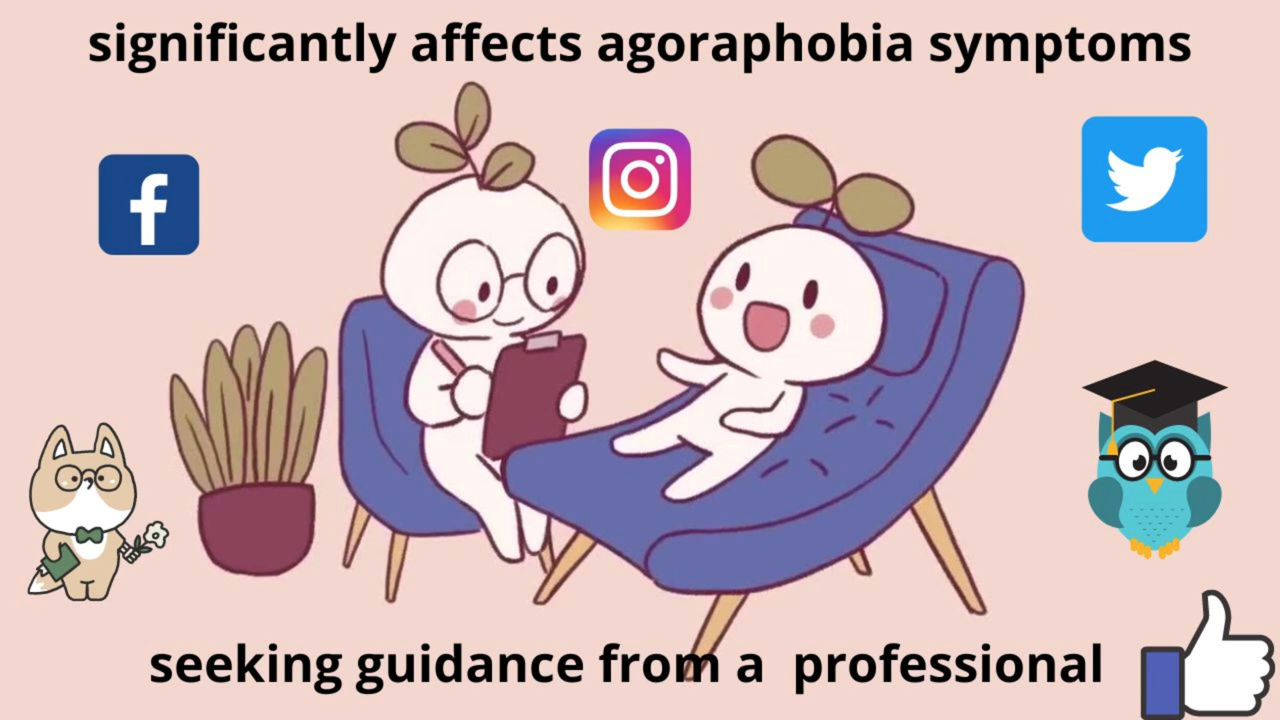 significantly affects agoraphobia symptoms
seeking guidance from a professional